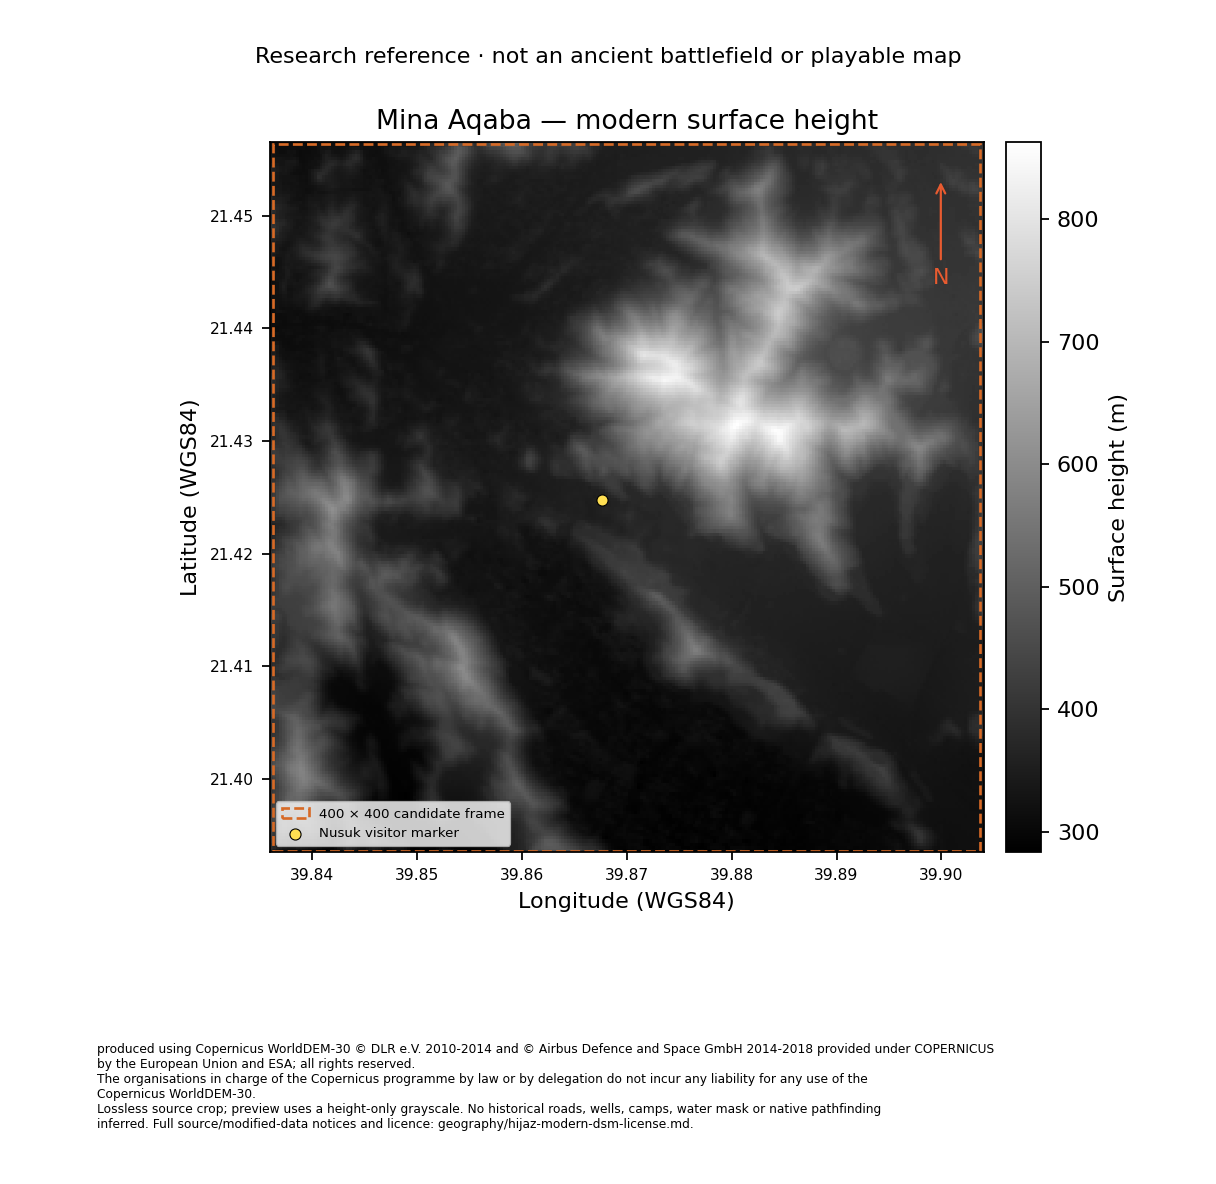 Research reference · not an ancient battlefield or playable map
Mina Aqaba — modern surface height
21.45
21.44
21.43
21.42
21.41
21.40
Latitude (WGS84)
N
400 × 400 candidate frame
Nusuk visitor marker
39.84 39.85 39.86 39.87 39.88 39.89 39.90
Longitude (WGS84)
800
700
600
500
400
300
Surface height (m)
produced using Copernicus WorldDEM-30 © DLR e.V. 2010-2014 and © Airbus Defence and Space GmbH 2014-2018 provided under COPERNICUS
by the European Union and ESA; all rights reserved.
The organisations in charge of the Copernicus programme by law or by delegation do not incur any liability for any use of the
Copernicus WorldDEM-30.
Lossless source crop; preview uses a height-only grayscale. No historical roads, wells, camps, water mask or native pathfinding
inferred. Full source/modified-data notices and licence: geography/hijaz-modern-dsm-license.md.